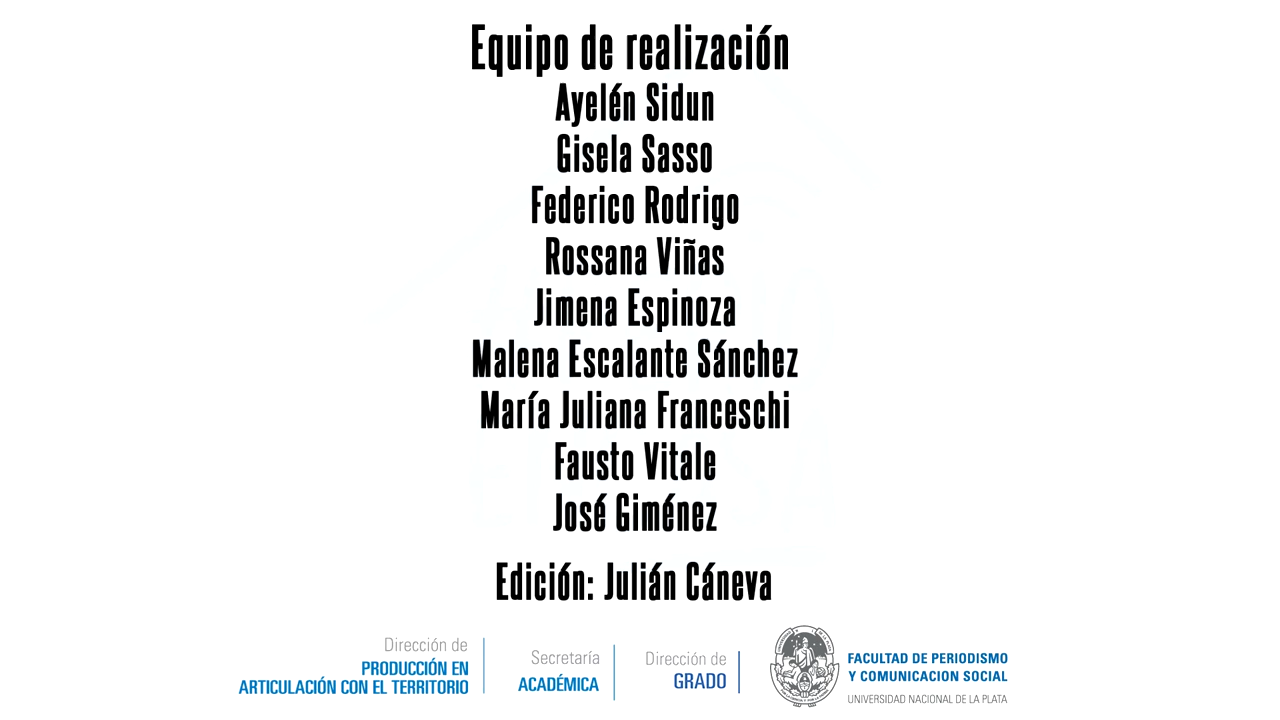 Equipo de realización
Ayelén Sidun
Gisela Sasso
Federico Rodrigo
Rossana Viñas
Jimena Espinoza
Malena Escalante Sánchez
María Juliana Franceschi
Fausto Vitale
José Giménez
Edición: Julián Cáneva
Dirección de
PRODUCCIÓN EN
ARTICULACIÓN CON EL TERRITORIO
Secretaría
ACADÉMICA
Dirección de
GRADO
FACULTAD DE PERIODISMO
Y COMUNICACION SOCIAL
UNIVERSIDAD NACIONAL DE LA PLATA